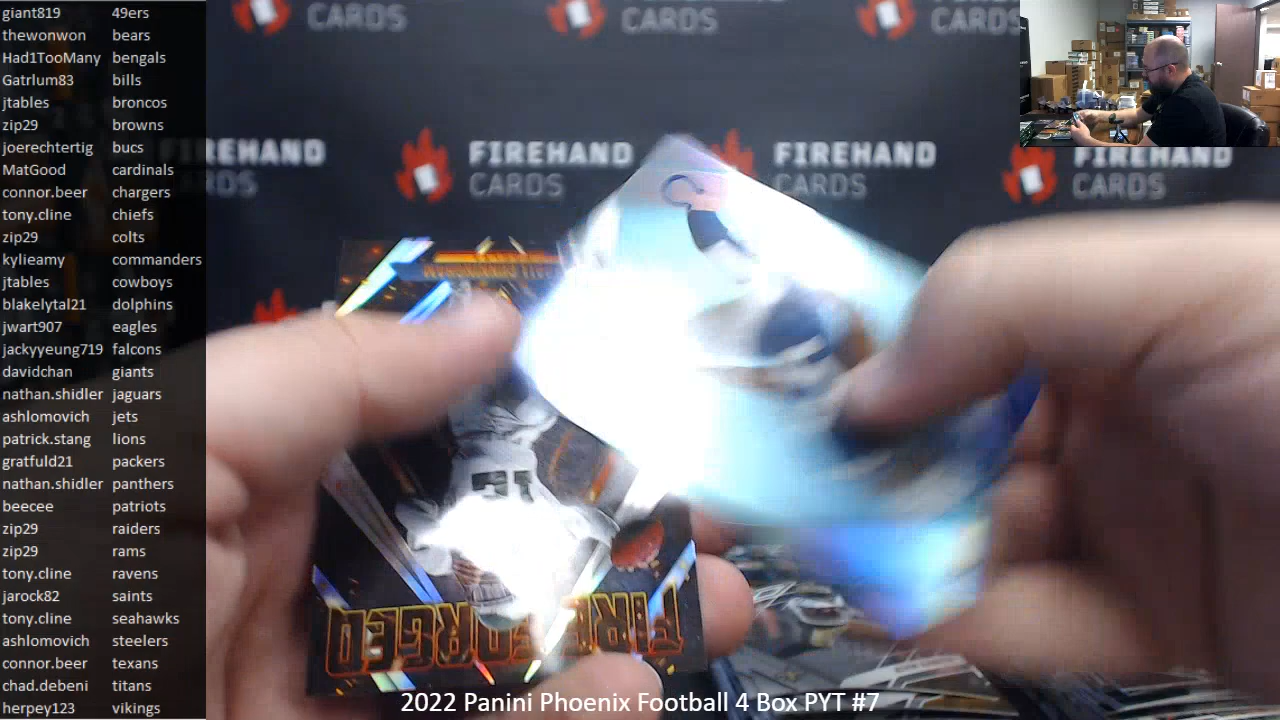 giant819 49ers
thewonwon bears
Had1TooMany bengals
Gatrlum83 bills
jtables broncos
zip29 browns
joerechtertig bucs
MatGood cardinals
connor.beer chargers
tony.cline chiefs
zip29 colts
kylieamy commanders
jtables cowboys
blakelytal21 dolphins
jwart907 eagles
jackyyeung719 falcons
davidchan giants
nathan.shidler jaguars
ashlomovich jets
patrick.stang lions
gratfuld21 packers
nathan.shidler panthers
beecee patriots
zip29 raiders
zip29 rams
tony.cline ravens
jarock82 saints
tony.cline seahawks
ashlomovich steelers
connor.beer texans
chad.debeni titans
herpey123 vikings
CARDS
CARDS
CARDS
FIREHAND
CARDS
FIREHAND
CARDS
FIREHAND
CARDS
FIREHAND
CARDS
FIRE FORGED
2022 Panini Phoenix Football 4 Box PYT #7